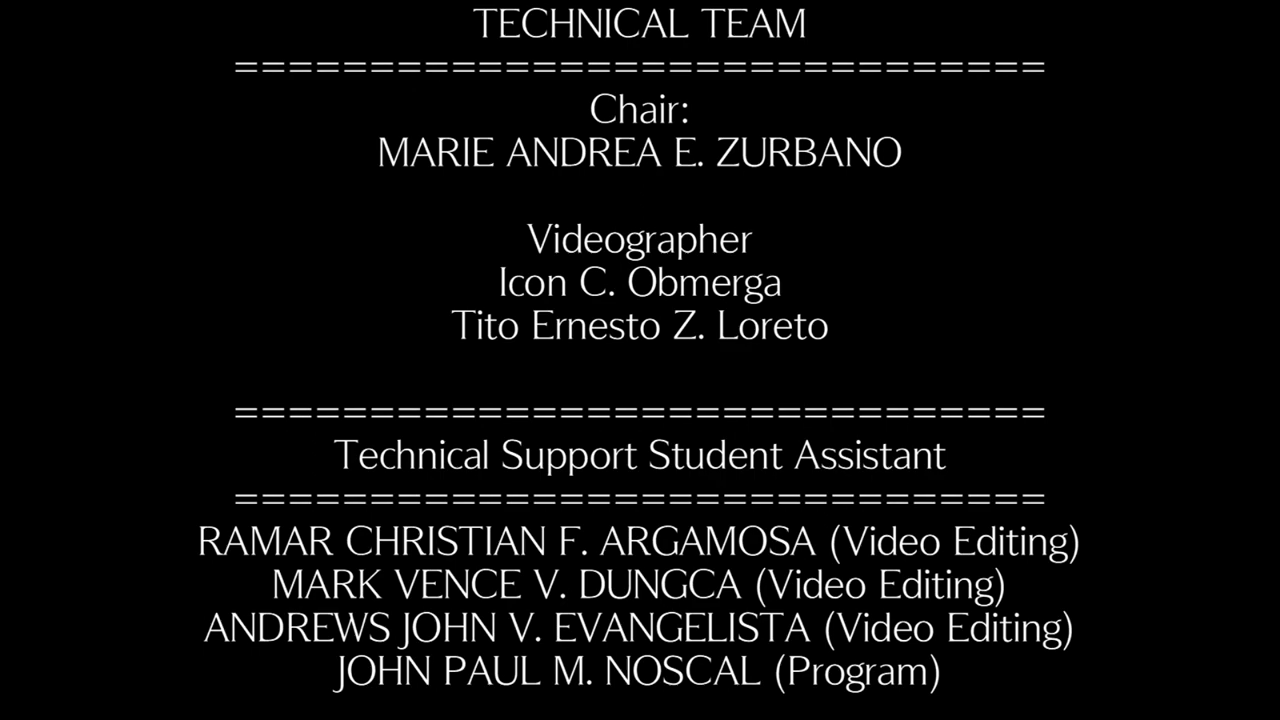 TECHNICAL TEAM
==============================
Chair:
MARIE ANDREA E. ZURBANO
Videographer
Icon C. Obmerga
Tito Ernesto Z. Loreto
==============================
Technical Support Student Assistant
==============================
RAMAR CHRISTIAN F. ARGAMOSA (Video Editing)
MARK VENCE V. DUNGCA (Video Editing)
ANDREWS JOHN V. EVANGELISTA (Video Editing)
JOHN PAUL M. NOSCAL (Program)